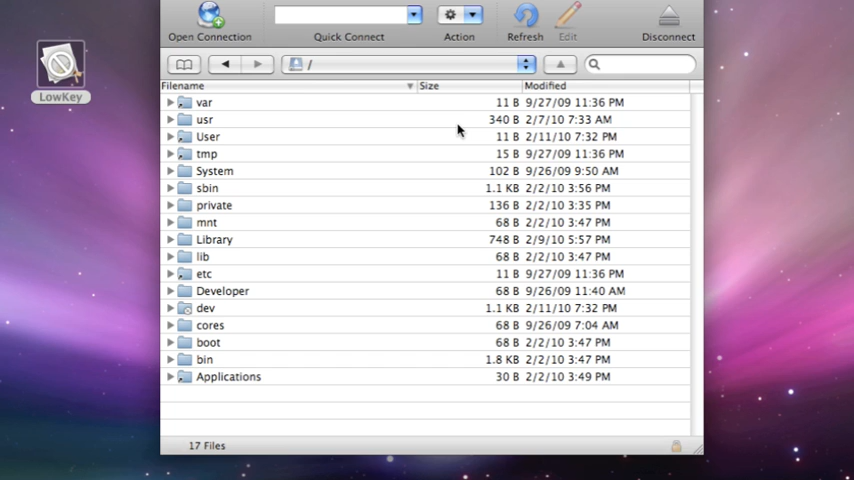 Open Connection Quick Connect Action Refresh Edit Disconnect
/
Filename Size Modified
var 11 B 9/27/09 11:36 PM
usr 340 B 2/7/10 7:33 AM
User 11 B 2/11/10 7:32 PM
tmp 15 B 9/27/09 11:36 PM
System 102 B 9/26/09 9:50 AM
sbin 1.1 KB 2/2/10 3:56 PM
private 136 B 2/2/10 3:35 PM
mnt 68 B 2/2/10 3:47 PM
Library 748 B 2/9/10 5:57 PM
lib 68 B 2/2/10 3:47 PM
etc 11 B 9/27/09 11:36 PM
Developer 68 B 9/26/09 11:40 AM
dev 1.1 KB 2/11/10 7:32 PM
cores 68 B 9/26/09 7:04 AM
boot 68 B 2/2/10 3:47 PM
bin 1.8 KB 2/2/10 3:47 PM
Applications 30 B 2/2/10 3:49 PM
17 Files
LowKey